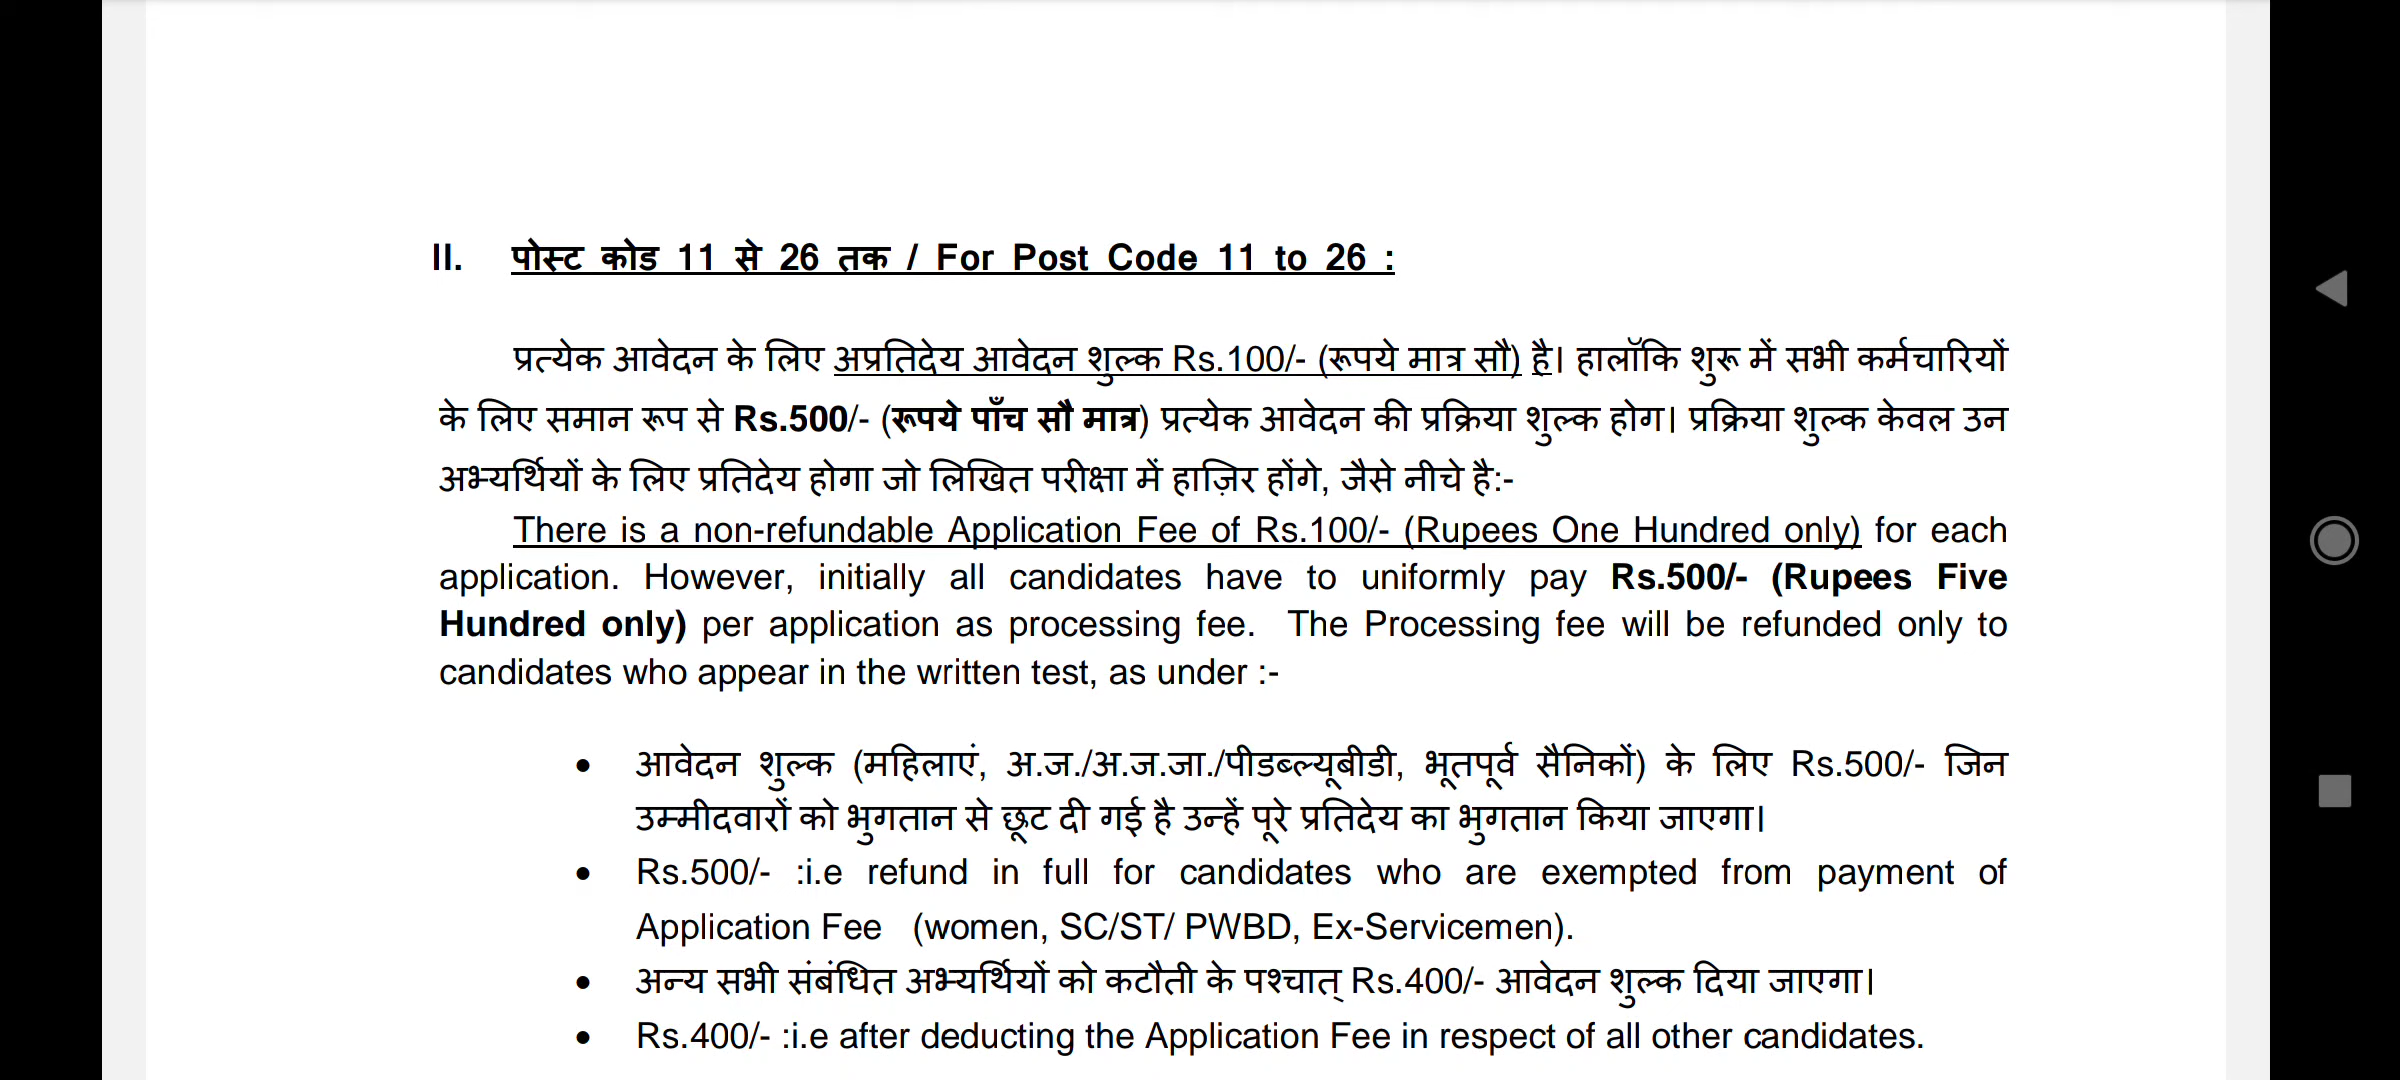 II. पोस्ट कोड 11 से 26 तक / For Post Code 11 to 26 :
प्रत्येक आवेदन के लिए अप्रतिदेय आवेदन शुल्क Rs.100/- (रूपये मात्र सौ) है। हालॉकि शुरू में सभी कर्मचारियों
के लिए समान रूप से Rs.500/- (रूपये पाँच सौ मात्र) प्रत्येक आवेदन की प्रक्रिया शुल्क होग। प्रक्रिया शुल्क केवल उन
अभ्यर्थियों के लिए प्रतिदेय होगा जो लिखित परीक्षा में हाज़िर होंगे, जैसे नीचे है:-
There is a non-refundable Application Fee of Rs.100/- (Rupees One Hundred only) for each
application. However, initially all candidates have to uniformly pay Rs.500/- (Rupees Five
Hundred only) per application as processing fee. The Processing fee will be refunded only to
candidates who appear in the written test, as under :-
• आवेदन शुल्क (महिलाएं, अ.ज./अ.ज.जा./पीडब्ल्यूबीडी, भूतपूर्व सैनिकों) के लिए Rs.500/- जिन
उम्मीदवारों को भुगतान से छूट दी गई है उन्हें पूरे प्रतिदेय का भुगतान किया जाएगा।
• Rs.500/- :i.e refund in full for candidates who are exempted from payment of
Application Fee (women, SC/ST/ PWBD, Ex-Servicemen).
• अन्य सभी संबंधित अभ्यर्थियों को कटौती के पश्चात् Rs.400/- आवेदन शुल्क दिया जाएगा।
• Rs.400/- :i.e after deducting the Application Fee in respect of all other candidates.